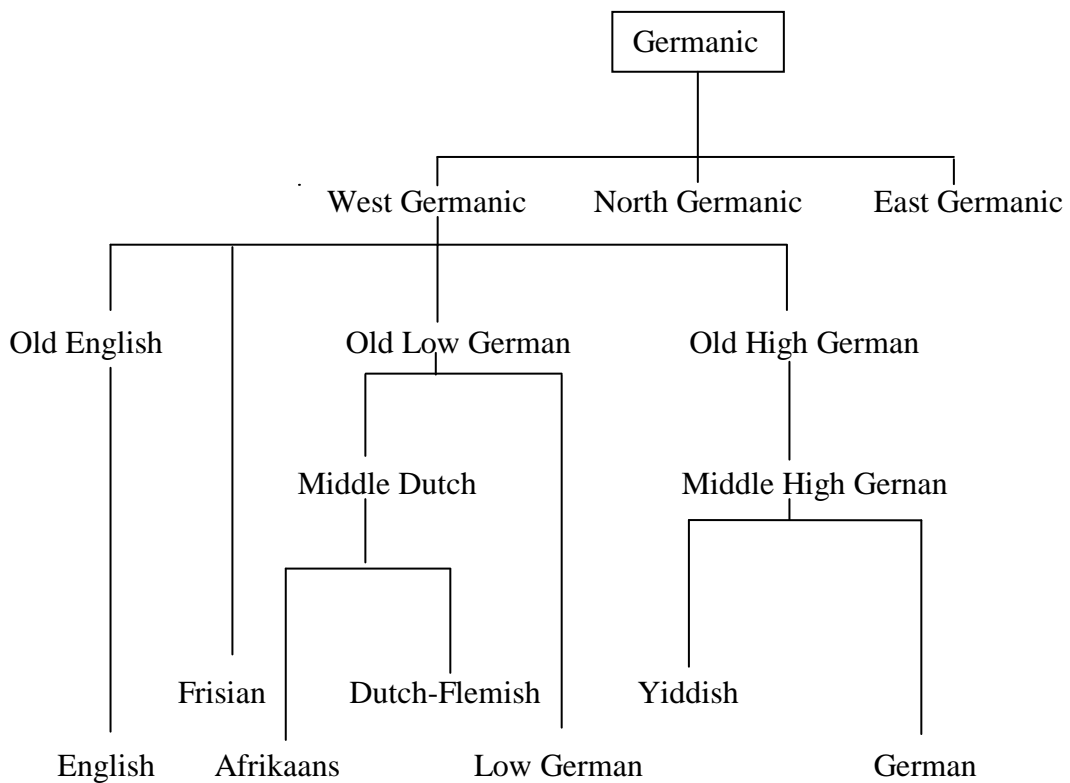 Germanic
West Germanic North Germanic East Germanic
Old English Old Low German Old High German
Middle Dutch Middle High Gernan
Frisian Dutch-Flemish Yiddish
English Afrikaans Low German German